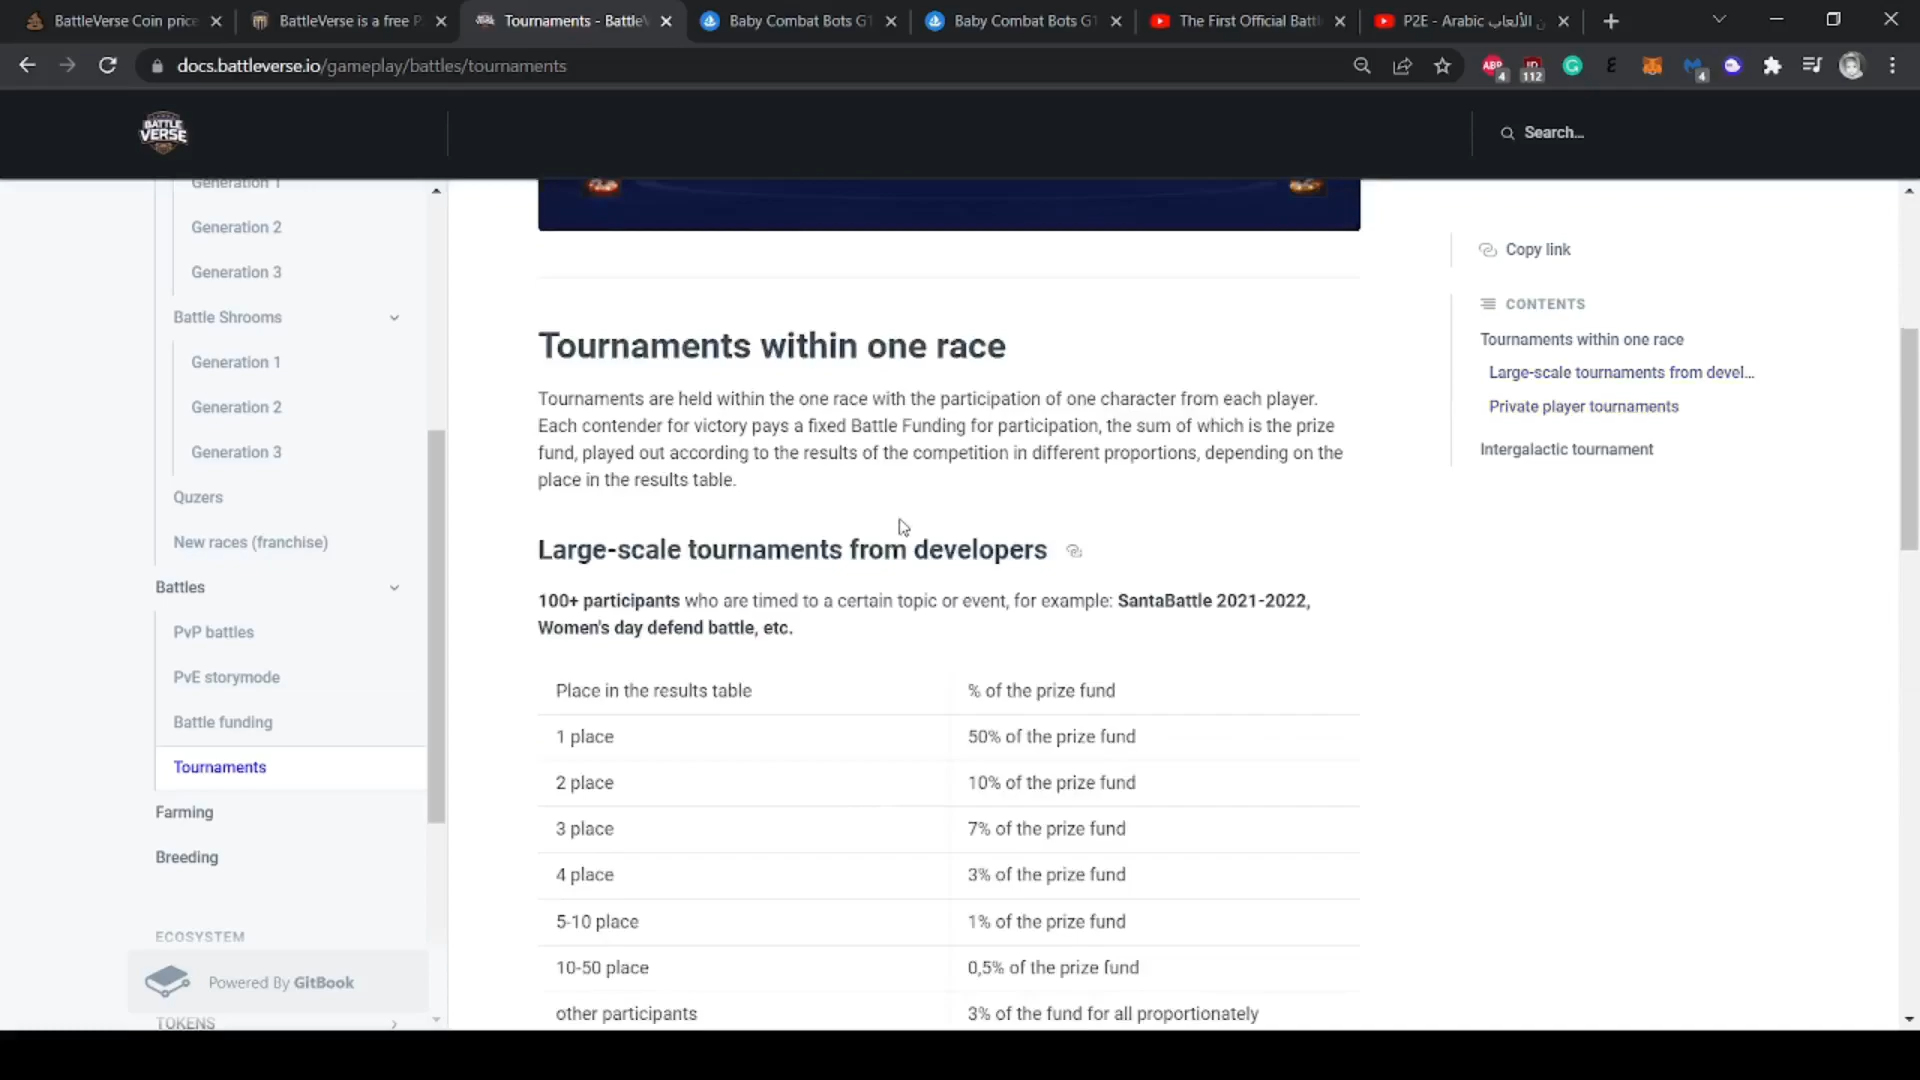 BattleVerse Coin price
BattleVerse is a free P
Tournaments - BattleV
Baby Combat Bots G1
Baby Combat Bots G1
The First Official Battl
P2E - Arabic ن الألعاب
docs.battleverse.io/gameplay/battles/tournaments
ABP
4
112
4
BATTLE
VERSE
Search...
Generation 1
Generation 2
Generation 3
Battle Shrooms
Generation 1
Generation 2
Generation 3
Quzers
New races (franchise)
Battles
PvP battles
PvE storymode
Battle funding
Tournaments
Farming
Breeding
ECOSYSTEM
Powered By GitBook
TOKENS
Tournaments within one race
Tournaments are held within the one race with the participation of one character from each player.
Each contender for victory pays a fixed Battle Funding for participation, the sum of which is the prize
fund, played out according to the results of the competition in different proportions, depending on the
place in the results table.
Large-scale tournaments from developers
100+ participants who are timed to a certain topic or event, for example: SantaBattle 2021-2022,
Women's day defend battle, etc.
Place in the results table % of the prize fund
1 place 50% of the prize fund
2 place 10% of the prize fund
3 place 7% of the prize fund
4 place 3% of the prize fund
5-10 place 1% of the prize fund
10-50 place 0,5% of the prize fund
other participants 3% of the fund for all proportionately
Copy link
CONTENTS
Tournaments within one race
Large-scale tournaments from devel...
Private player tournaments
Intergalactic tournament